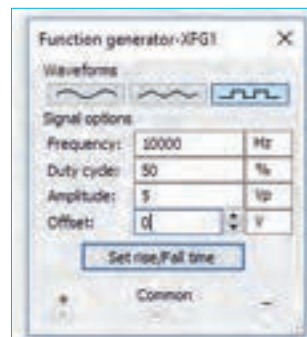 Function generator-XFG1
Waveforms
Signal options
Frequency: 10000 Hz
Duty cycle: 50 %
Amplitude: 5 Vp
Offset: 0 V
Set rise/Fall time
+ Common -